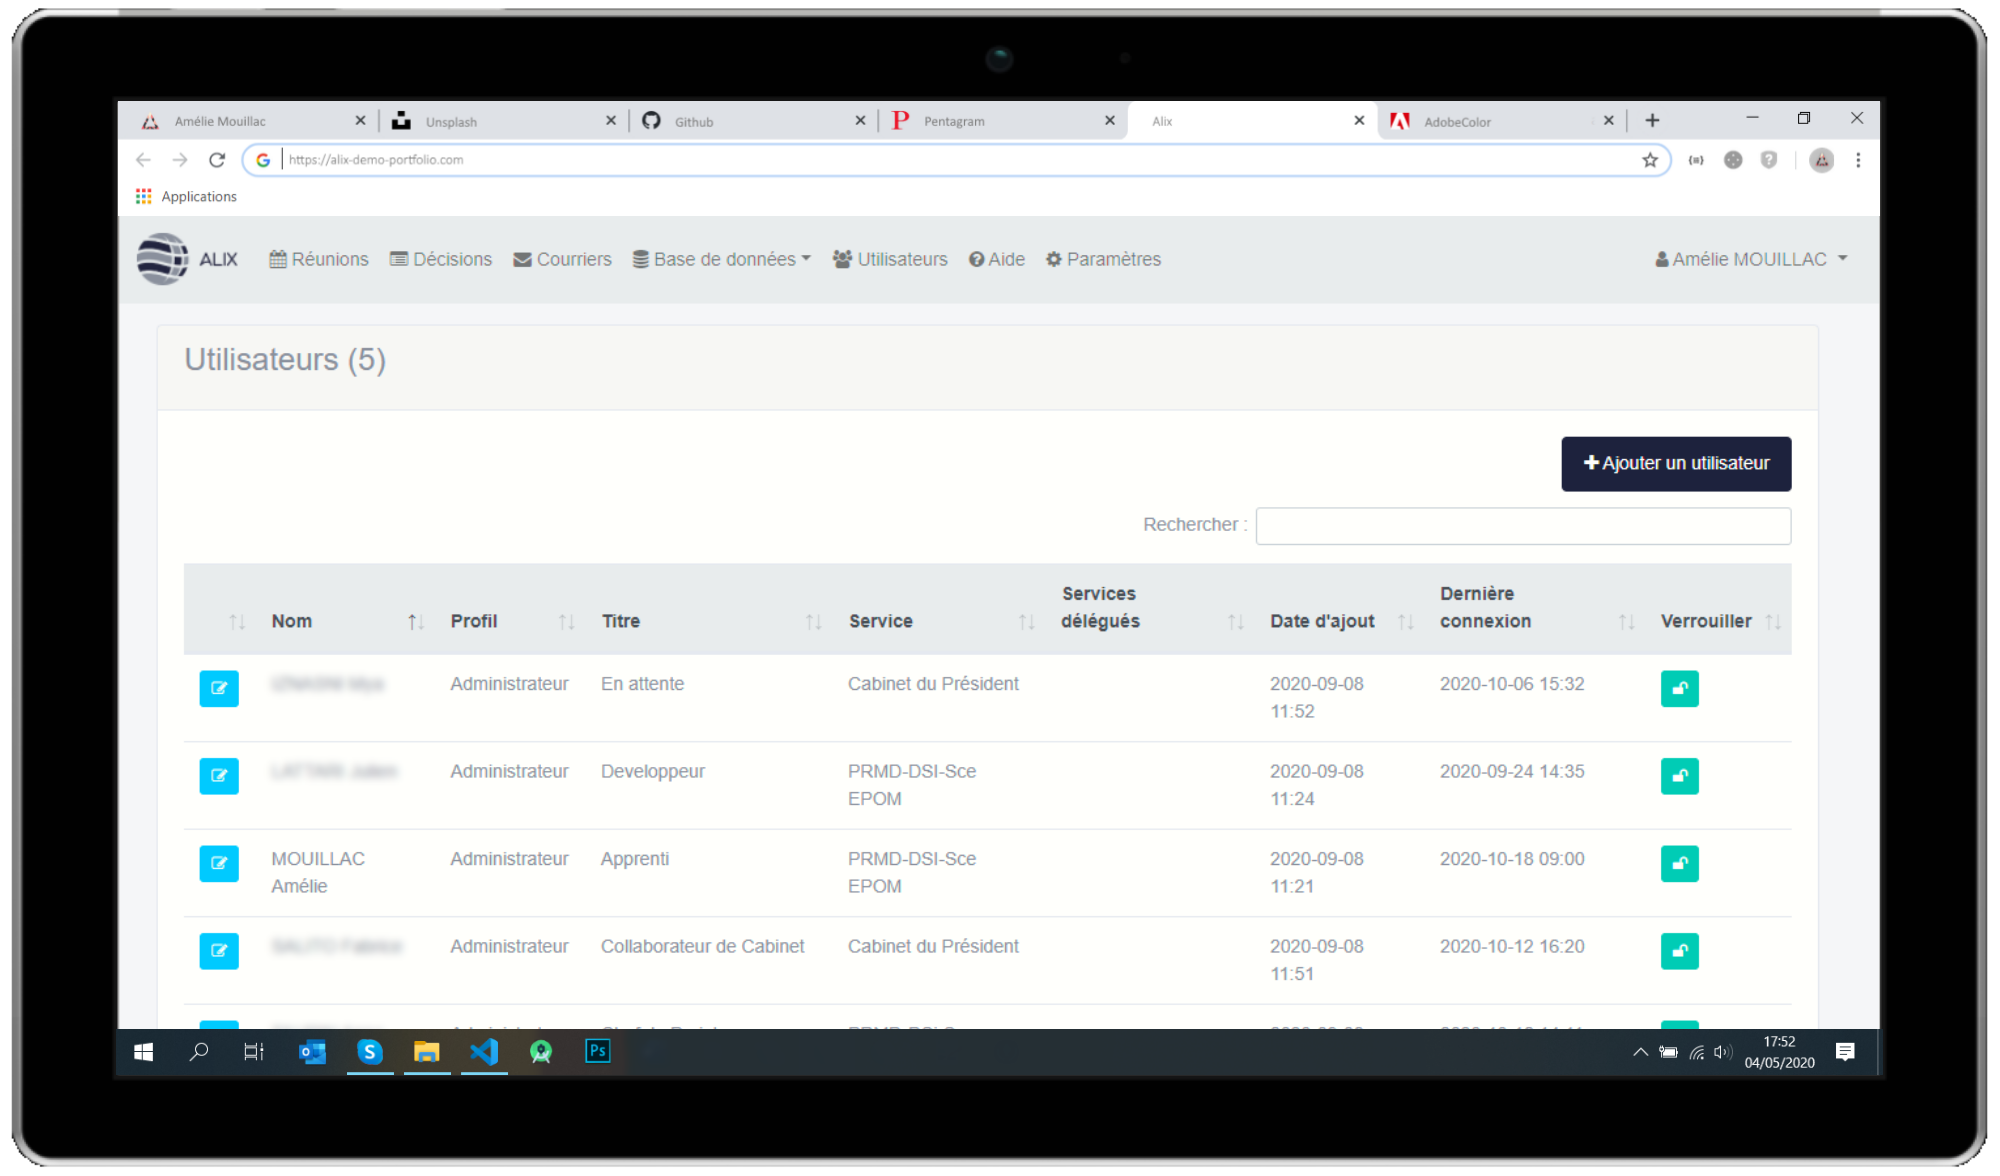 Amélie Mouillac
Unsplash
Github
Pentagram
Alix
AdobeColor
https://alix-demo-portfolio.com
Applications
ALIX Réunions Décisions Courriers Base de données Utilisateurs Aide Paramètres Amélie MOUILLAC
Utilisateurs (5)
Ajouter un utilisateur
Rechercher :
Nom Profil Titre Service Services délégués Date d'ajout Dernière connexion Verrouiller
Administrateur En attente Cabinet du Président 2020-09-08 2020-10-06 15:32
11:52
Administrateur Developpeur PRMD-DSI-Sce 2020-09-08 2020-09-24 14:35
EPOM 11:24
MOUILLAC Administrateur Apprenti PRMD-DSI-Sce 2020-09-08 2020-10-18 09:00
Amélie EPOM 11:21
Administrateur Collaborateur de Cabinet Cabinet du Président 2020-09-08 2020-10-12 16:20
11:51
17:52
04/05/2020